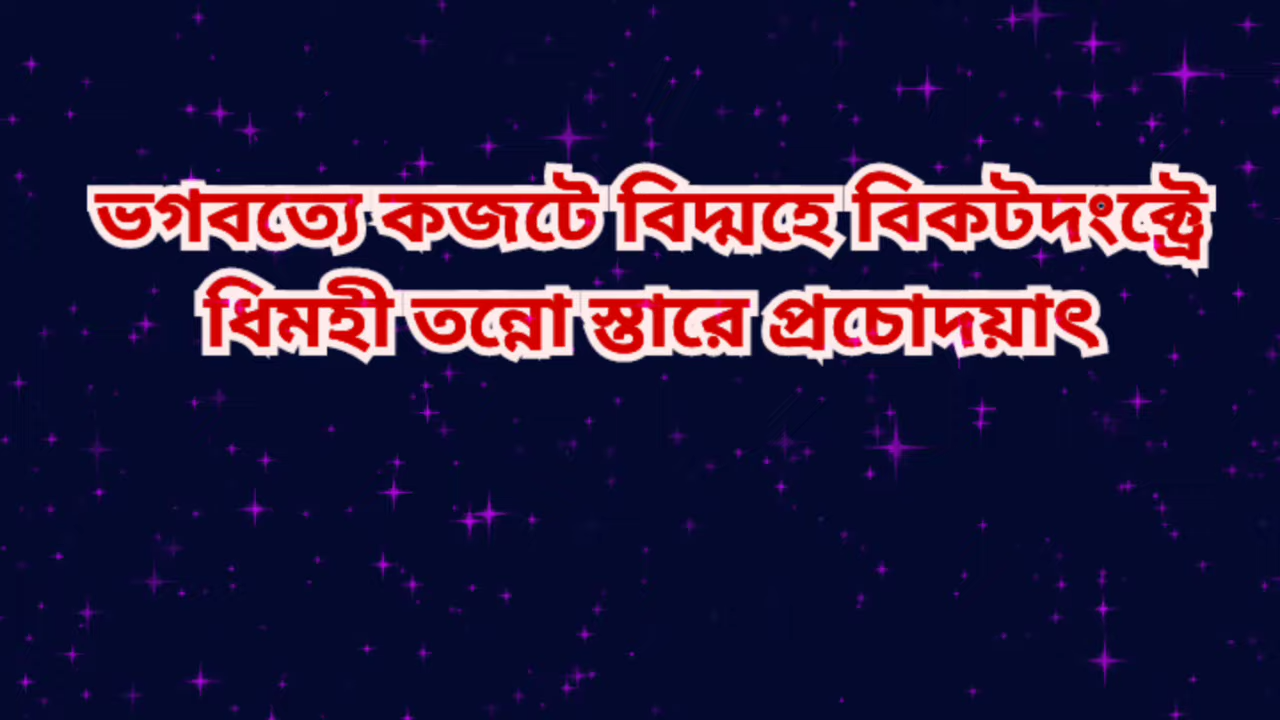 ভগবত্যে কজটে বিদ্মহে বিকটদংক্ট্রে
ধিমহী তন্নো স্তারে প্রচোদয়াৎ